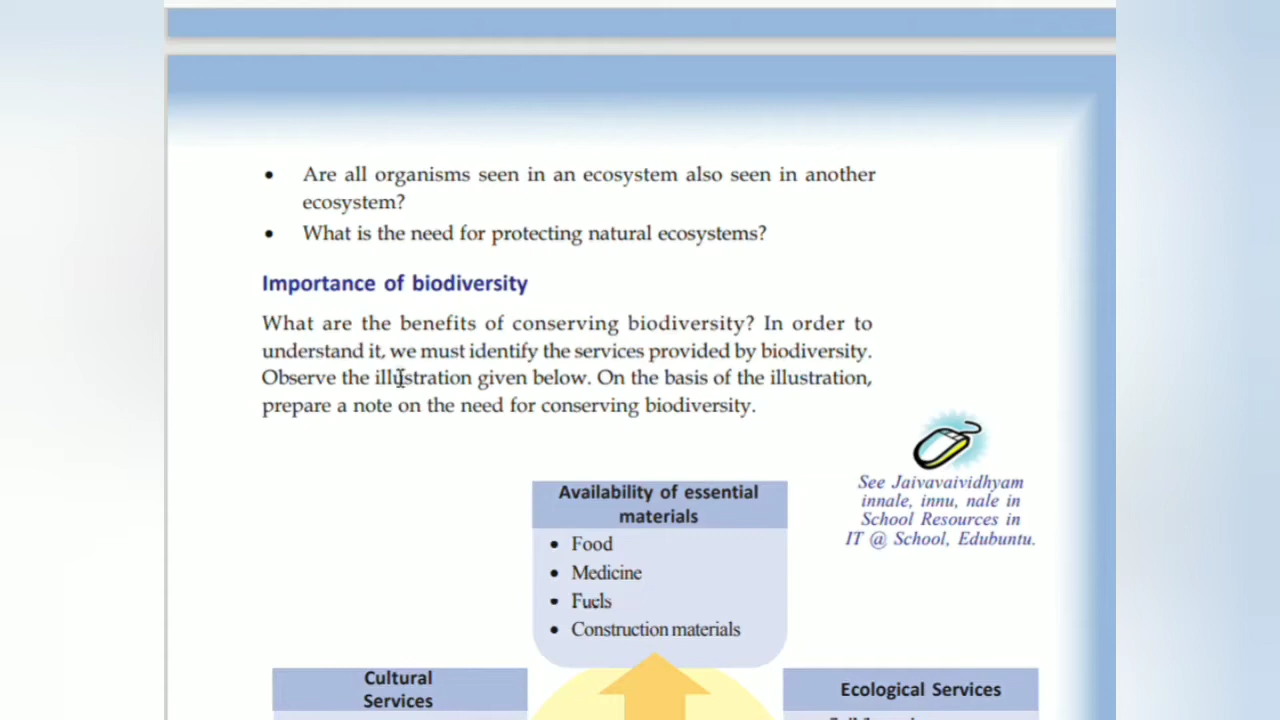 • Are all organisms seen in an ecosystem also seen in another
ecosystem?
• What is the need for protecting natural ecosystems?
Importance of biodiversity
What are the benefits of conserving biodiversity? In order to
understand it, we must identify the services provided by biodiversity.
Observe the illustration given below. On the basis of the illustration,
prepare a note on the need for conserving biodiversity.
See Jaivavaividhyam
innale, innu, nale in
School Resources in
IT @ School, Edubuntu.
Availability of essential
materials
• Food
• Medicine
• Fuels
• Construction materials
Cultural
Services
Ecological Services